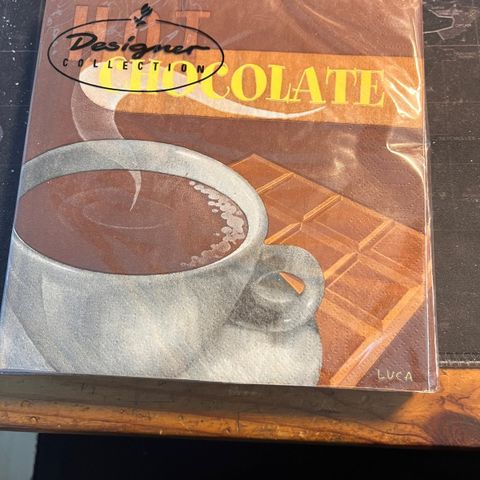 HOT
Designer
COLLECTION
CHOCOLATE
LUCA